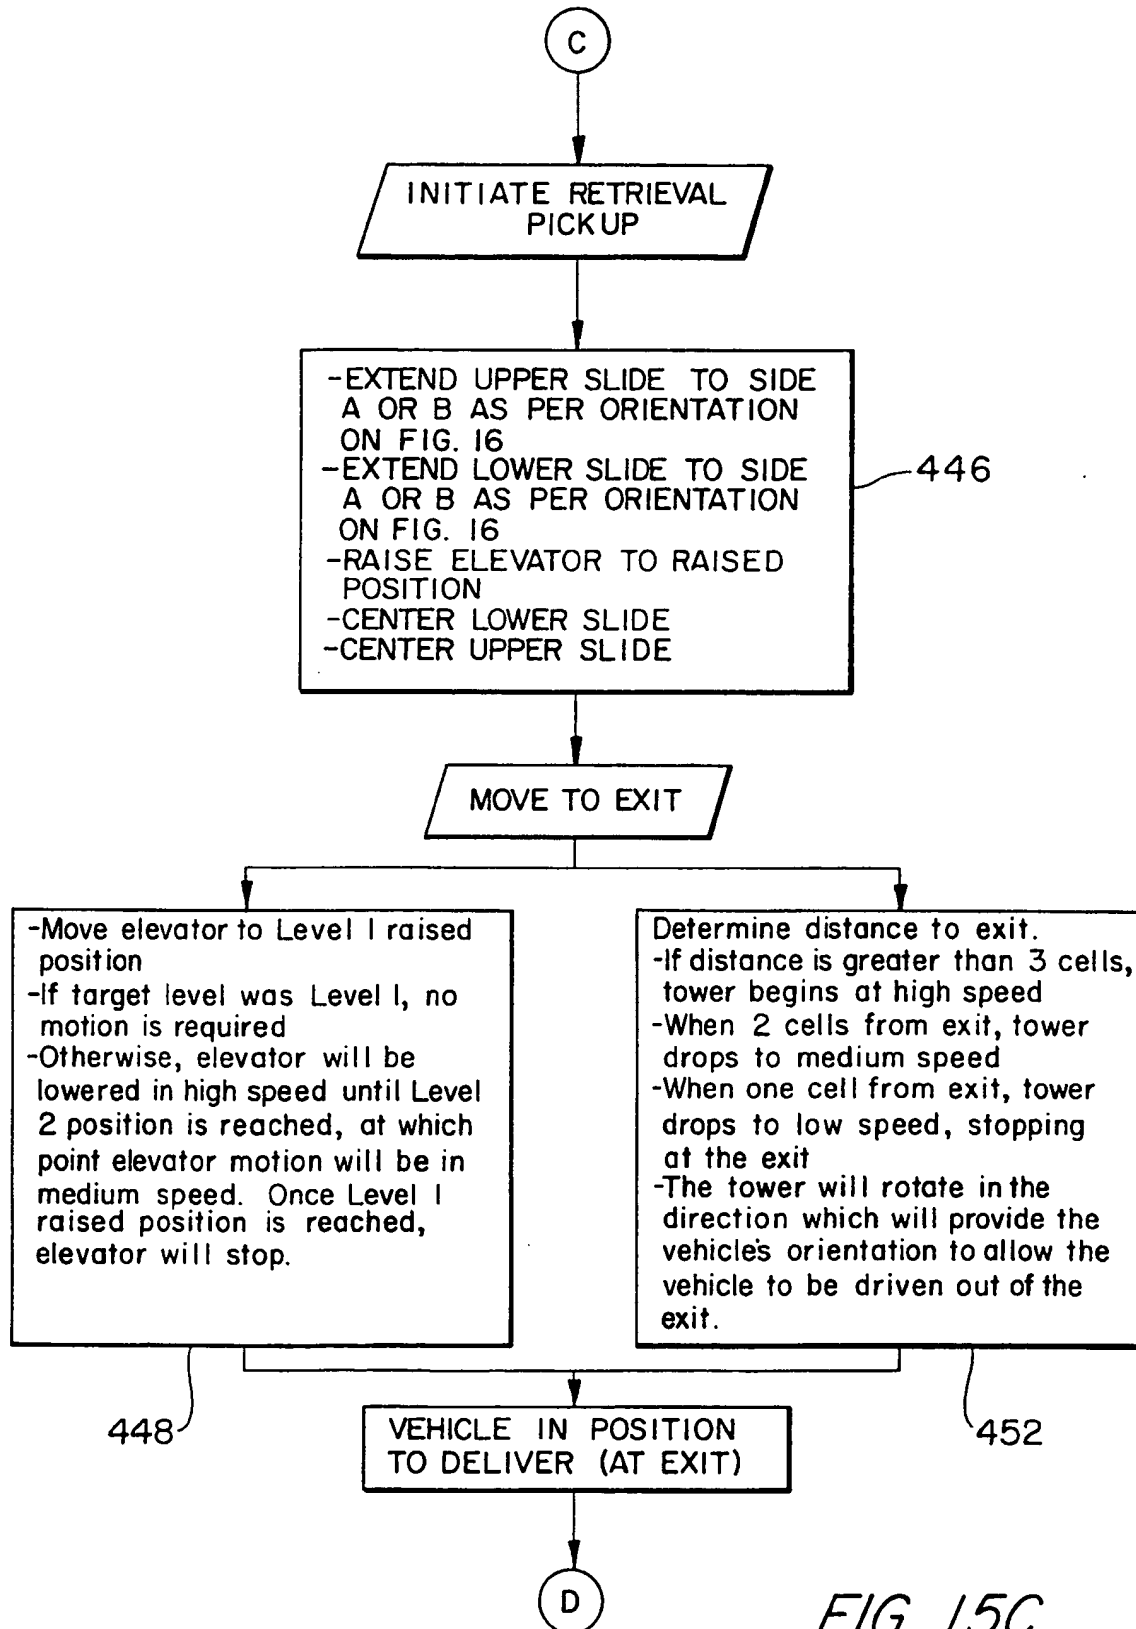 C
INITIATE RETRIEVAL
PICKUP
-EXTEND UPPER SLIDE TO SIDE
A OR B AS PER ORIENTATION
ON FIG. 16
-EXTEND LOWER SLIDE TO SIDE
A OR B AS PER ORIENTATION
ON FIG. 16
-RAISE ELEVATOR TO RAISED
POSITION
-CENTER LOWER SLIDE
-CENTER UPPER SLIDE
446
MOVE TO EXIT
-Move elevator to Level 1 raised
position
-If target level was Level 1, no
motion is required
-Otherwise, elevator will be
lowered in high speed until Level
2 position is reached, at which
point elevator motion will be in
medium speed. Once Level 1
raised position is reached,
elevator will stop.
448
Determine distance to exit.
-If distance is greater than 3 cells,
tower begins at high speed
-When 2 cells from exit, tower
drops to medium speed
-When one cell from exit, tower
drops to low speed, stopping
at the exit
-The tower will rotate in the
direction which will provide the
vehicle's orientation to allow the
vehicle to be driven out of the
exit.
452
VEHICLE IN POSITION
TO DELIVER (AT EXIT)
D
FIG. 15C